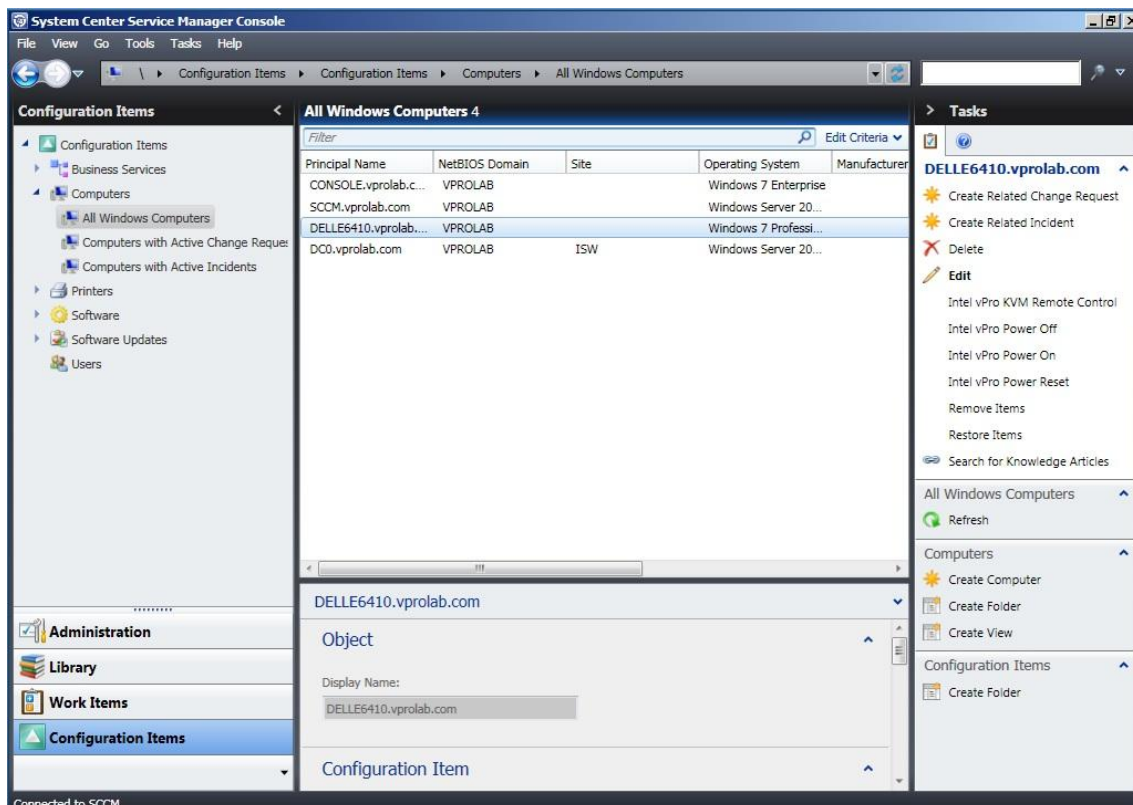 System Center Service Manager Console
File View Go Tools Tasks Help
\ Configuration Items Configuration Items Computers All Windows Computers
Configuration Items
Configuration Items
Business Services
Computers
All Windows Computers
Computers with Active Change Reque
Computers with Active Incidents
Printers
Software
Software Updates
Users
Administration
Library
Work Items
Configuration Items
All Windows Computers 4
Filter Edit Criteria
Principal Name NetBIOS Domain Site Operating System Manufacturer
CONSOLE.vprolab.c... VPROLAB Windows 7 Enterprise
SCCM.vprolab.com VPROLAB Windows Server 20...
DELLE6410.vprolab.... VPROLAB Windows 7 Professi...
DC0.vprolab.com VPROLAB ISW Windows Server 20...
DELLE6410.vprolab.com
Object
Display Name:
DELLE6410.vprolab.com
Configuration Item
Tasks
DELLE6410.vprolab.com
Create Related Change Request
Create Related Incident
Delete
Edit
Intel vPro KVM Remote Control
Intel vPro Power Off
Intel vPro Power On
Intel vPro Power Reset
Remove Items
Restore Items
Search for Knowledge Articles
All Windows Computers
Refresh
Computers
Create Computer
Create Folder
Create View
Configuration Items
Create Folder
Connected to SCCM